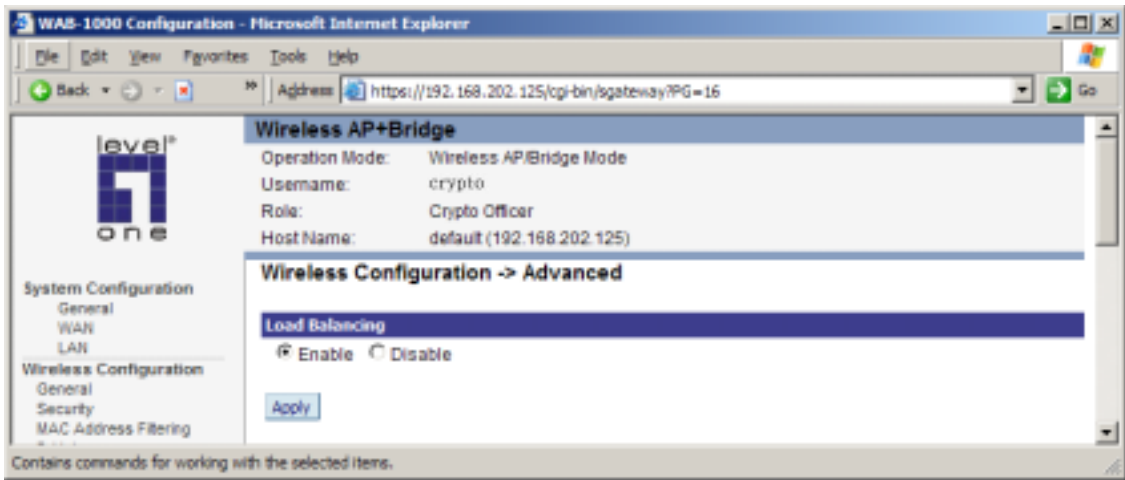 WAB-1000 Configuration - Microsoft Internet Explorer
File Edit View Favorites Tools Help
Back » Address https://192.168.202.125/cgi-bin/sgateway?PG=16 Go
level®
one
Wireless AP+Bridge
Operation Mode: Wireless AP/Bridge Mode
Username: crypto
Role: Crypto Officer
Host Name: default (192.168.202.125)
Wireless Configuration -> Advanced
System Configuration
General
WAN
LAN
Wireless Configuration
General
Security
MAC Address Filtering
Load Balancing
Enable Disable
Apply
Contains commands for working with the selected items.